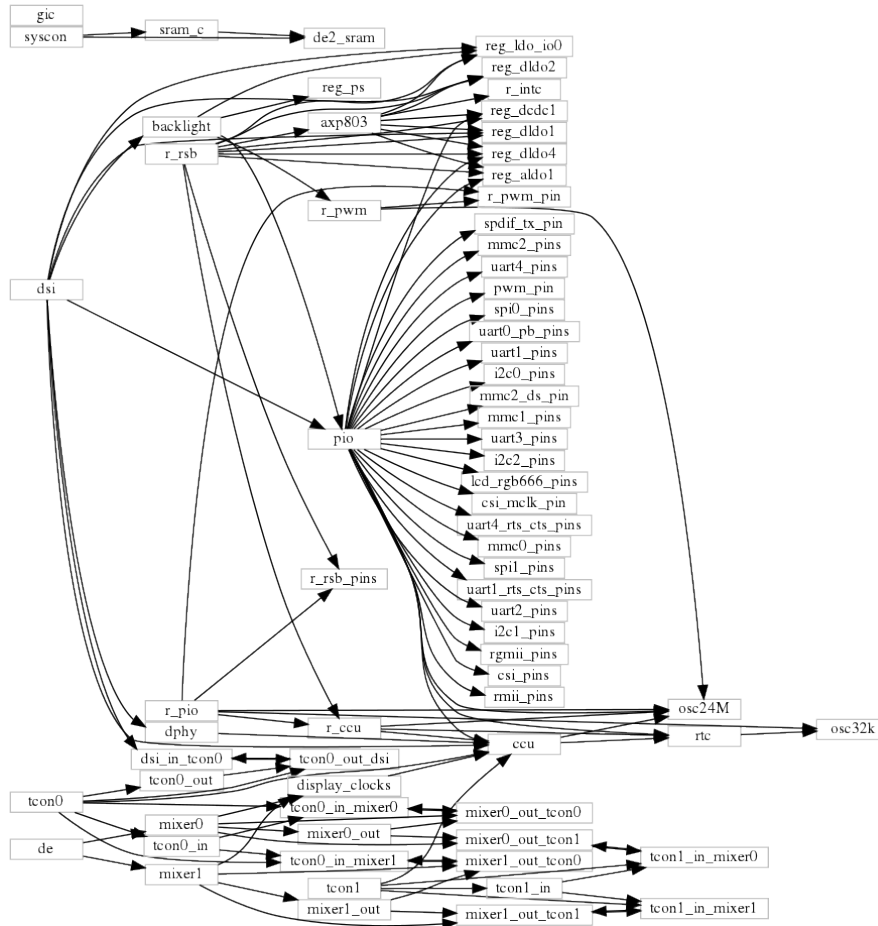 gic
syscon
sram_c
de2_sram
reg_ldo_io0
reg_dldo2
reg_ps
r_intc
reg_dcdc1
backlight
axp803
reg_dldo1
r_rsb
reg_dldo4
reg_aldo1
r_pwm_pin
r_pwm
spdif_tx_pin
mmc2_pins
uart4_pins
dsi
pwm_pin
spi0_pins
uart0_pb_pins
uart1_pins
i2c0_pins
mmc2_ds_pin
mmc1_pins
pio
uart3_pins
i2c2_pins
lcd_rgb666_pins
csi_mclk_pin
uart4_rts_cts_pins
mmc0_pins
spi1_pins
r_rsb_pins
uart1_rts_cts_pins
uart2_pins
i2c1_pins
rgmii_pins
csi_pins
rmii_pins
r_pio
osc24M
dphy
r_ccu
osc32k
ccu
rtc
dsi_in_tcon0
tcon0_out_dsi
tcon0_out
display_clocks
tcon0
tcon0_in_mixer0
mixer0_out_tcon0
mixer0
mixer0_out
mixer0_out_tcon1
de
tcon0_in
tcon0_in_mixer1
mixer1_out_tcon0
tcon1_in_mixer0
mixer1
tcon1
tcon1_in
mixer1_out
mixer1_out_tcon1
tcon1_in_mixer1